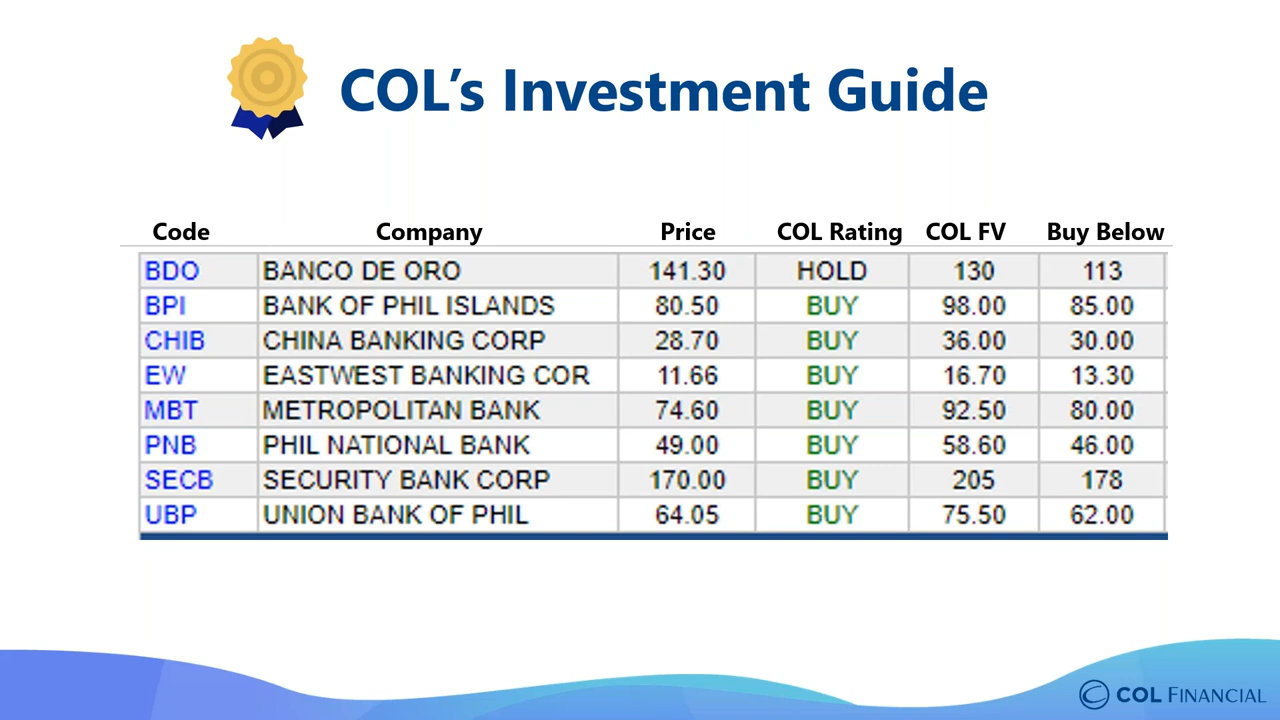 COL's Investment Guide
Code Company Price COL Rating COL FV Buy Below
BDO BANCO DE ORO 141.30 HOLD 130 113
BPI BANK OF PHIL ISLANDS 80.50 BUY 98.00 85.00
CHIB CHINA BANKING CORP 28.70 BUY 36.00 30.00
EW EASTWEST BANKING COR 11.66 BUY 16.70 13.30
MBT METROPOLITAN BANK 74.60 BUY 92.50 80.00
PNB PHIL NATIONAL BANK 49.00 BUY 58.60 46.00
SECB SECURITY BANK CORP 170.00 BUY 205 178
UBP UNION BANK OF PHIL 64.05 BUY 75.50 62.00
COL FINANCIAL